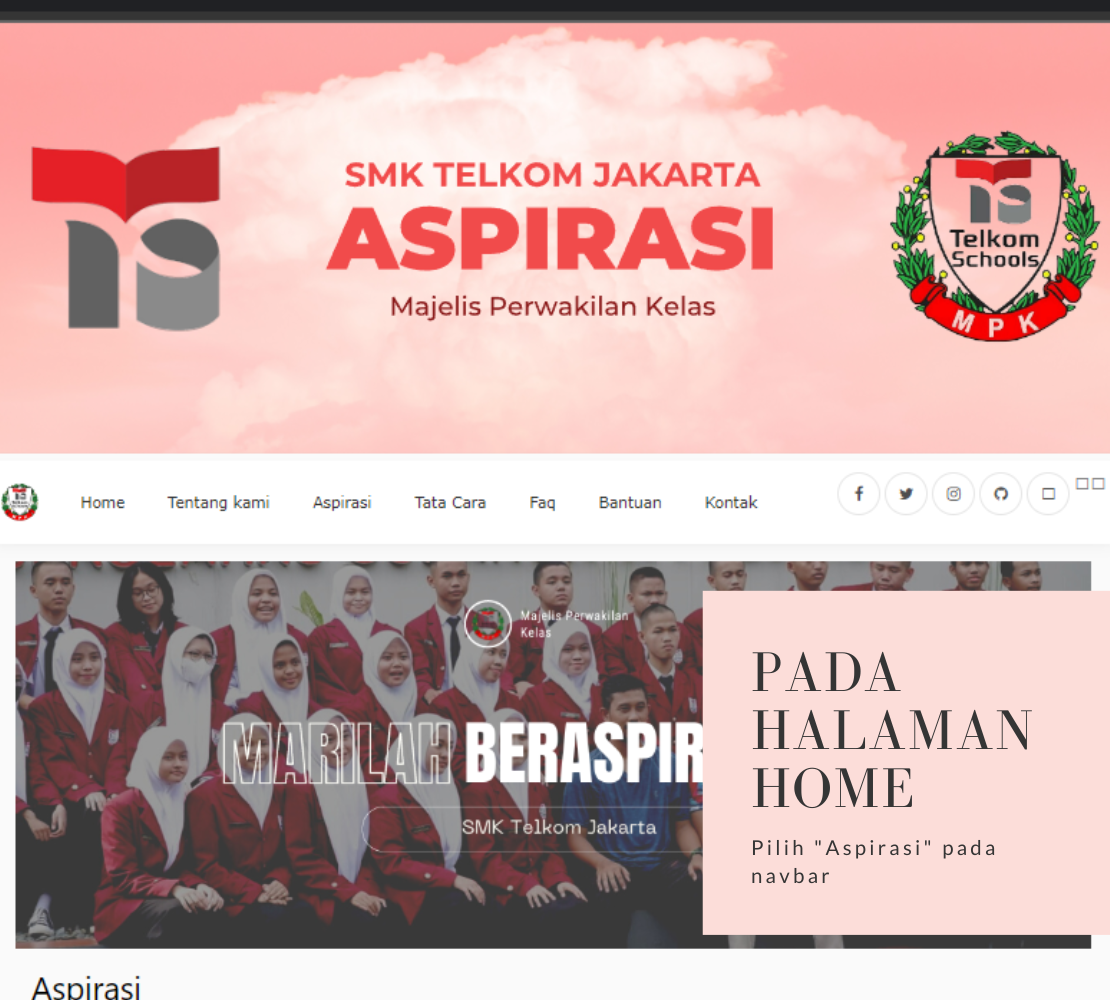 SMK TELKOM JAKARTA
ASPIRASI
Majelis Perwakilan Kelas
Telkom
Schools
M P K
Home
Tentang kami
Aspirasi
Tata Cara
Faq
Bantuan
Kontak
Majelis Perwakilan
Kelas
MARILAH BERASPIR
SMK Telkom Jakarta
PADA
HALAMAN
HOME
Pilih "Aspirasi" pada
navbar
Aspirasi